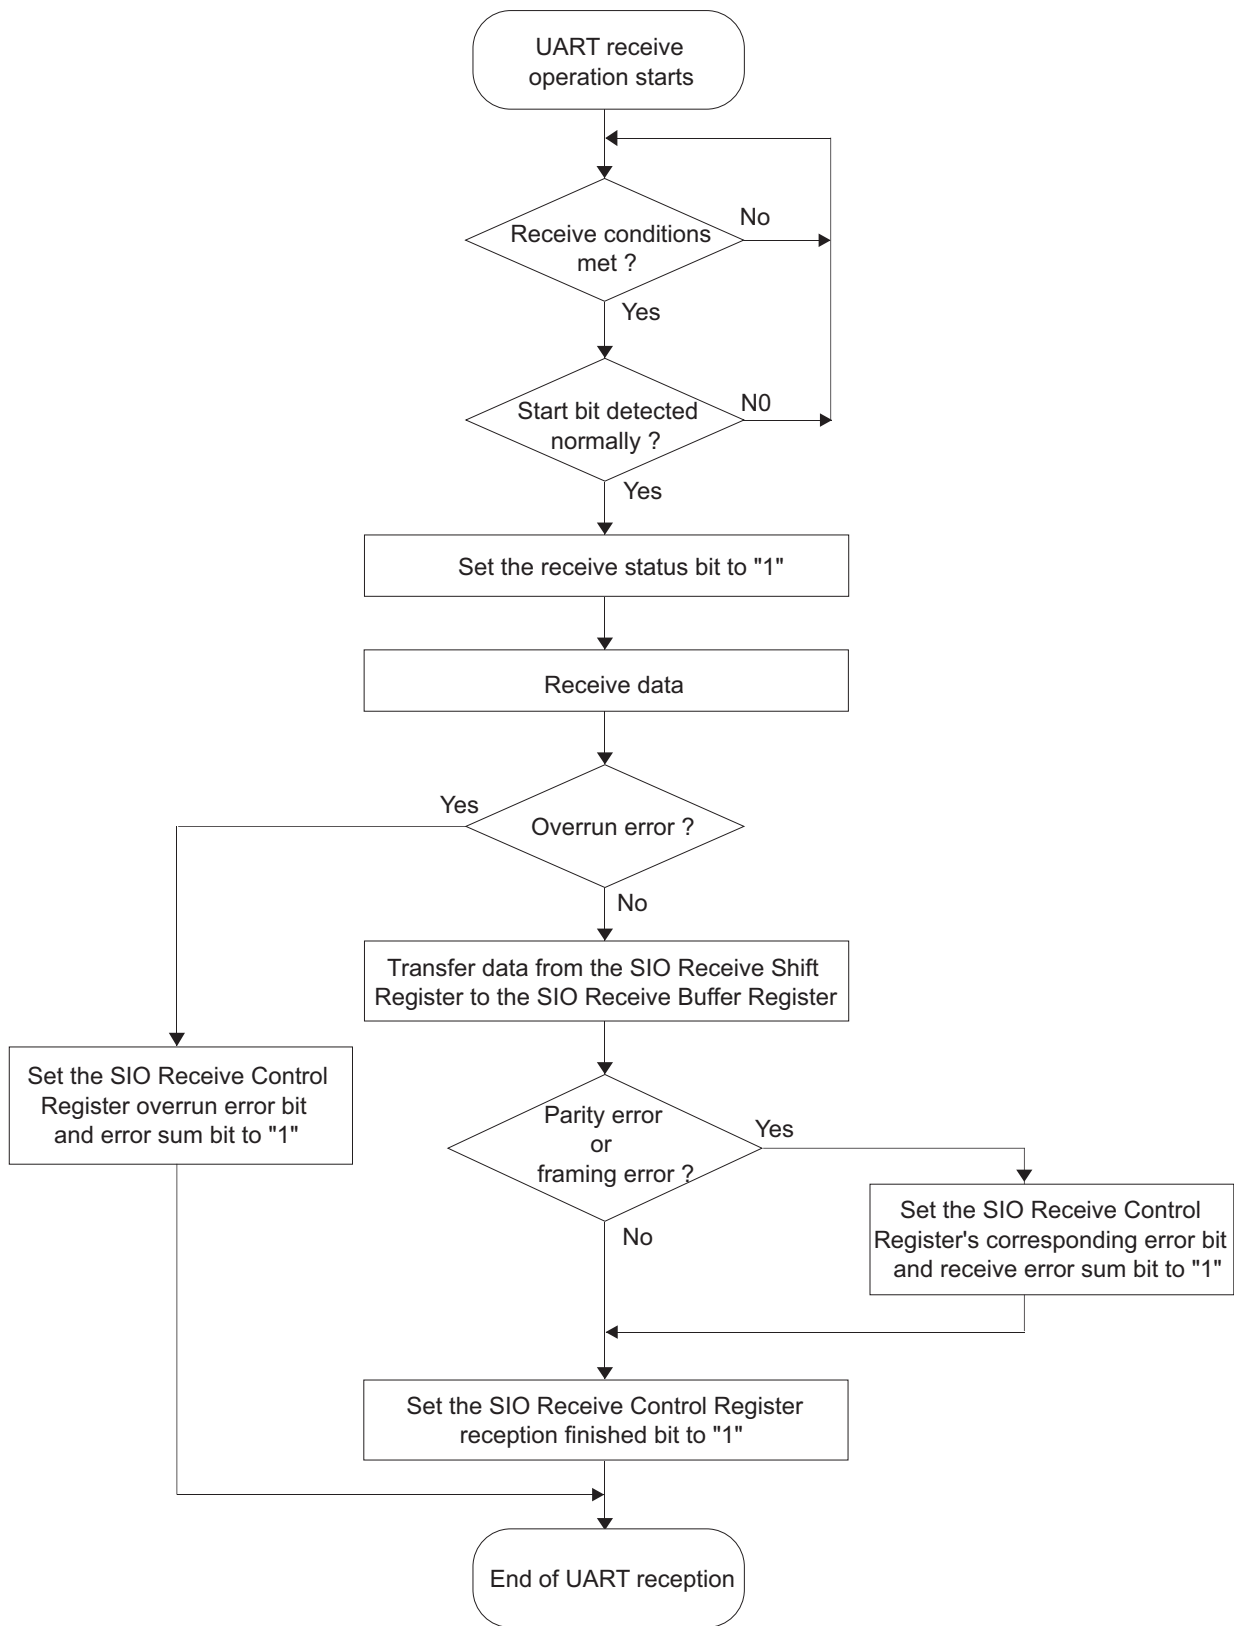 UART receive
operation starts
No
Receive conditions
met ?
Yes
N0
Start bit detected
normally ?
Yes
Set the receive status bit to "1"
Receive data
Yes
Overrun error ?
No
Transfer data from the SIO Receive Shift
Register to the SIO Receive Buffer Register
Set the SIO Receive Control
Register overrun error bit
and error sum bit to "1"
Parity error
or
framing error ?
Yes
Set the SIO Receive Control
Register's corresponding error bit
and receive error sum bit to "1"
No
Set the SIO Receive Control Register
reception finished bit to "1"
End of UART reception